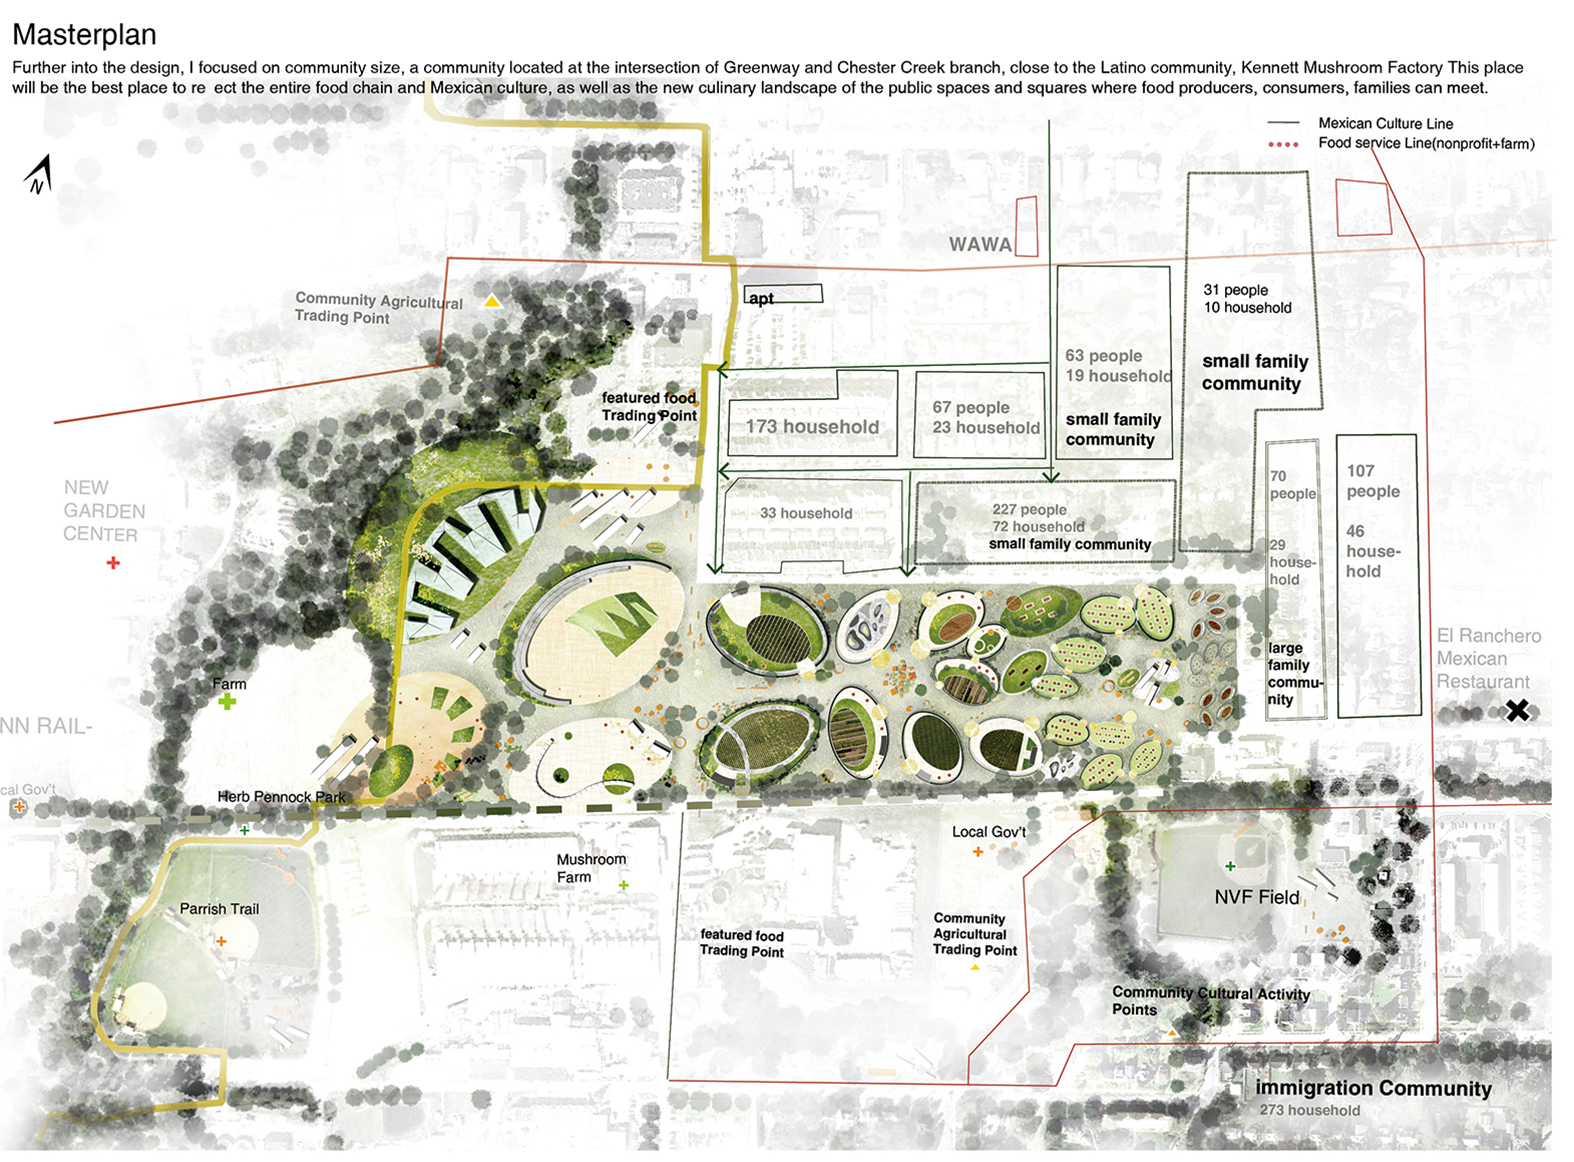 Masterplan
Further into the design, I focused on community size, a community located at the intersection of Greenway and Chester Creek branch, close to the Latino community, Kennett Mushroom Factory This place
will be the best place to re ect the entire food chain and Mexican culture, as well as the new culinary landscape of the public spaces and squares where food producers, consumers, families can meet.
Mexican Culture Line
Food service Line(nonprofit+farm)
N
WAWA
Community Agricultural
Trading Point
apt
31 people
10 household
small family
community
63 people
19 household
small family
community
featured food
Trading Point
173 household
67 people
23 household
70
people
29
house-
hold
large
family
commu-
nity
107
people
46
house-
hold
NEW
GARDEN
CENTER
33 household
227 people
72 household
small family community
El Ranchero
Mexican
Restaurant
Farm
NN RAIL-
cal Gov't
Herb Pennock Park
Local Gov't
Mushroom
Farm
NVF Field
Parrish Trail
featured food
Trading Point
Community
Agricultural
Trading Point
Community Cultural Activity
Points
immigration Community
273 household